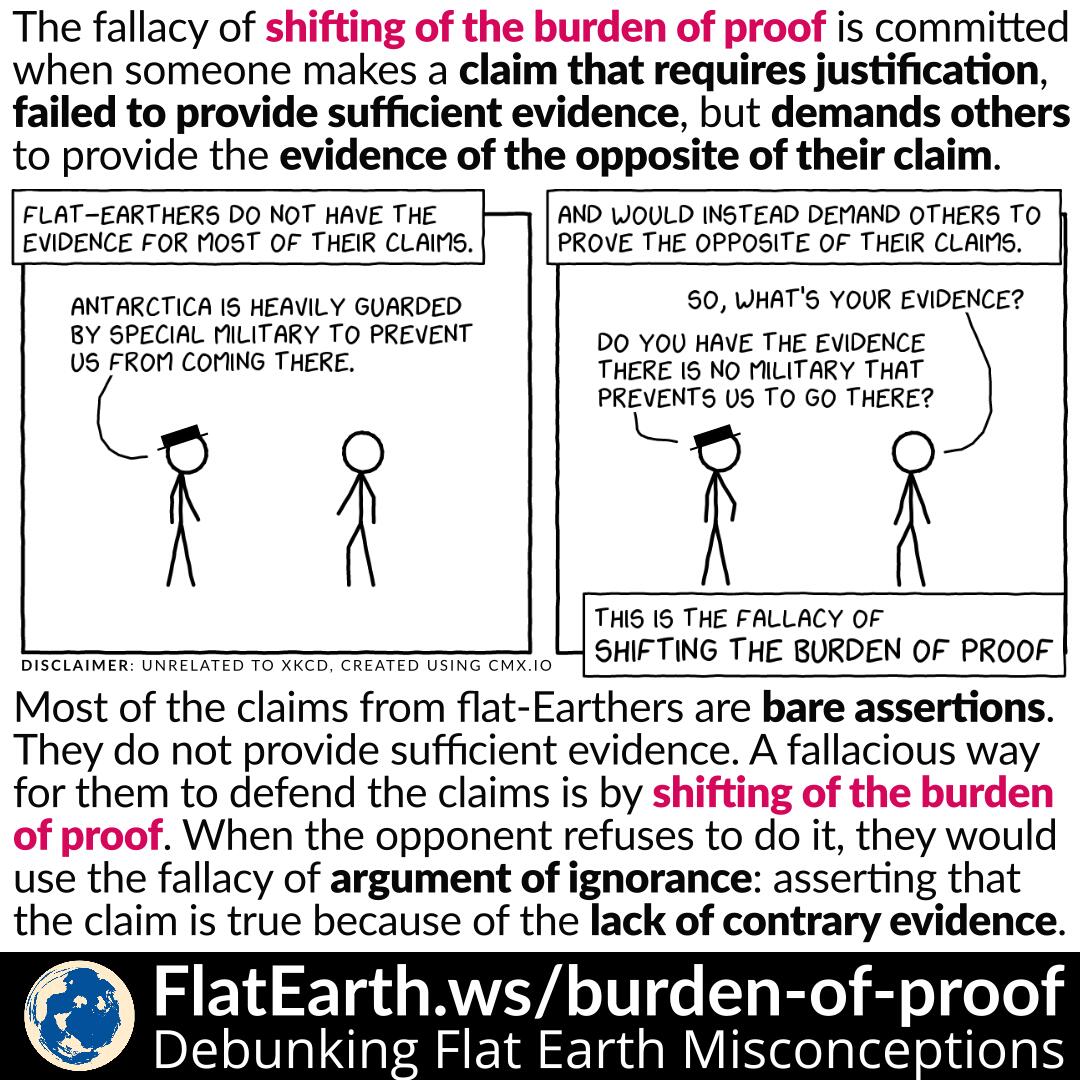 The fallacy of shifting of the burden of proof is committed
when someone makes a claim that requires justification,
failed to provide sufficient evidence, but demands others
to provide the evidence of the opposite of their claim.
FLAT-EARTHERS DO NOT HAVE THE
EVIDENCE FOR MOST OF THEIR CLAIMS.
ANTARCTICA IS HEAVILY GUARDED
BY SPECIAL MILITARY TO PREVENT
US FROM COMING THERE.
AND WOULD INSTEAD DEMAND OTHERS TO
PROVE THE OPPOSITE OF THEIR CLAIMS.
SO, WHAT'S YOUR EVIDENCE?
DO YOU HAVE THE EVIDENCE
THERE IS NO MILITARY THAT
PREVENTS US TO GO THERE?
THIS IS THE FALLACY OF
SHIFTING THE BURDEN OF PROOF
DISCLAIMER: UNRELATED TO XKCD, CREATED USING CMX.IO
Most of the claims from flat-Earthers are bare assertions.
They do not provide sufficient evidence. A fallacious way
for them to defend the claims is by shifting of the burden
of proof. When the opponent refuses to do it, they would
use the fallacy of argument of ignorance: asserting that
the claim is true because of the lack of contrary evidence.
FlatEarth.ws/burden-of-proof
Debunking Flat Earth Misconceptions